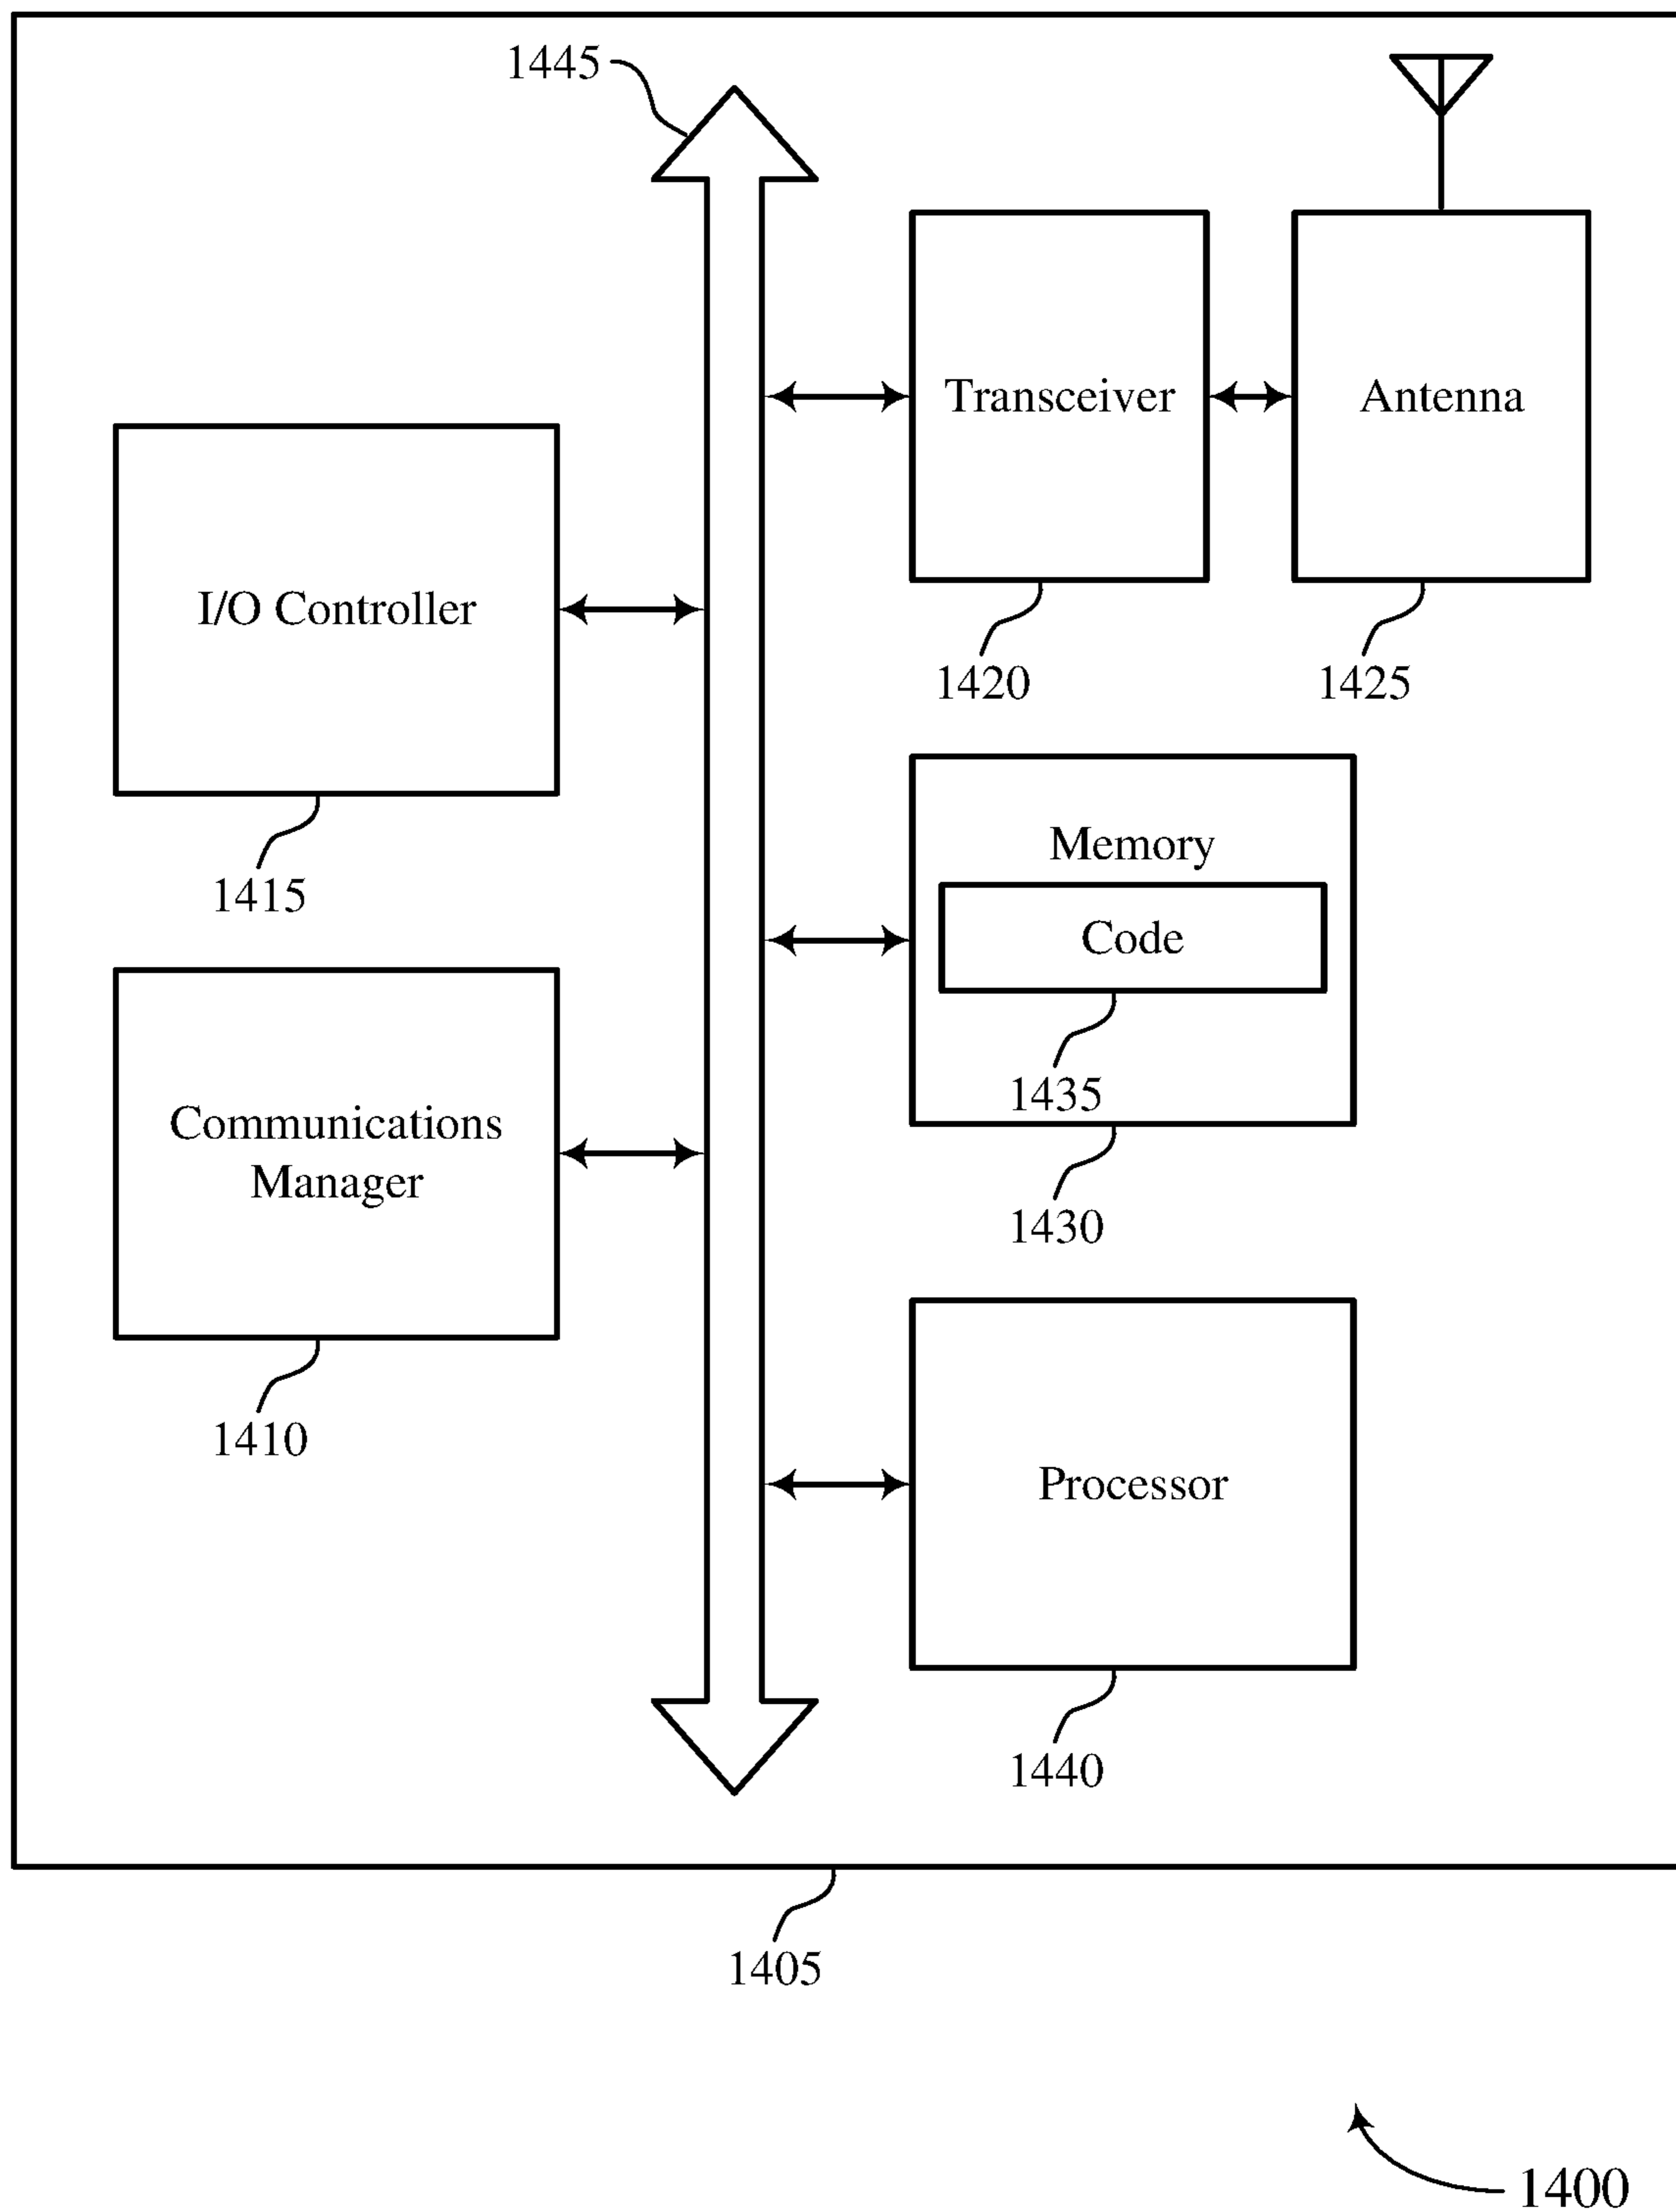 1445
Transceiver
Antenna
I/O Controller
1420
1425
Memory
Code
1415
1435
Communications
Manager
1430
1410
Processor
1440
1405
1400